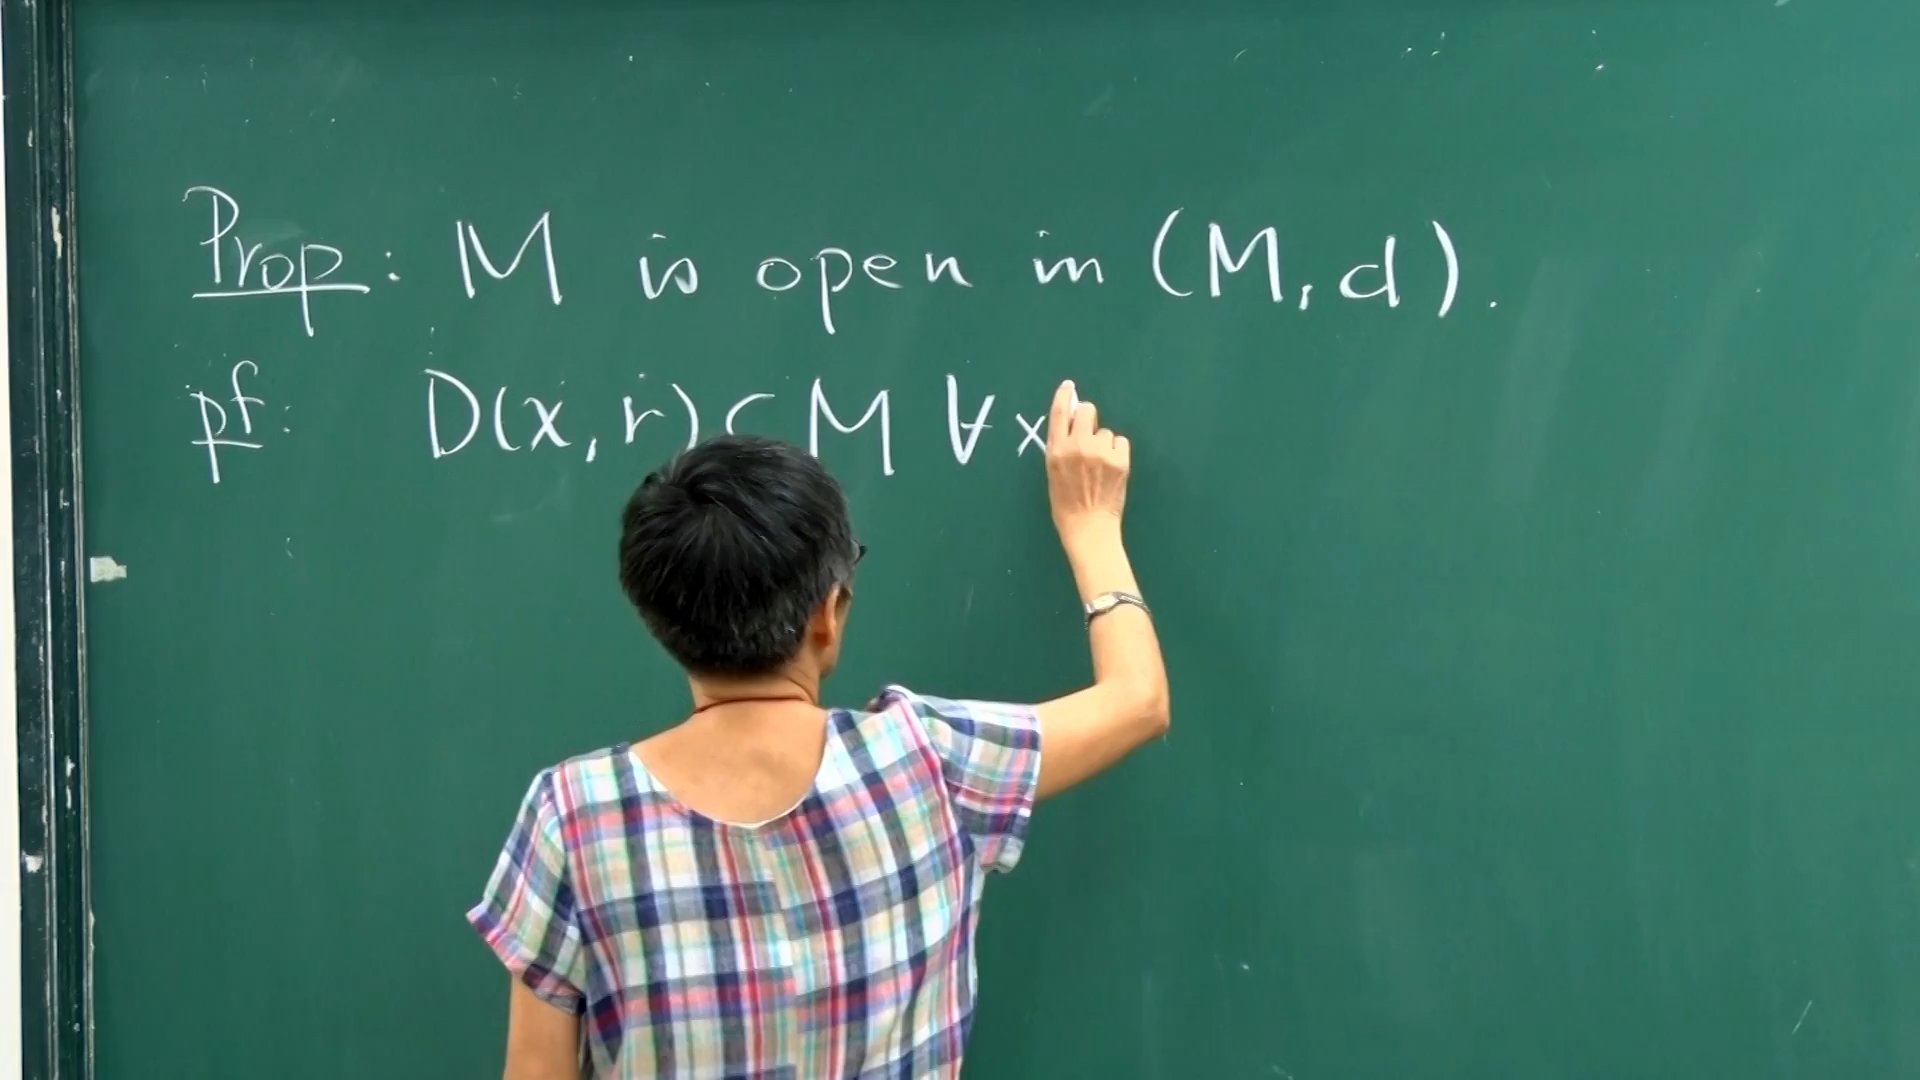 Prop: M is open in (M, d).
pf: D(x, r) ⊂ M ∀ x